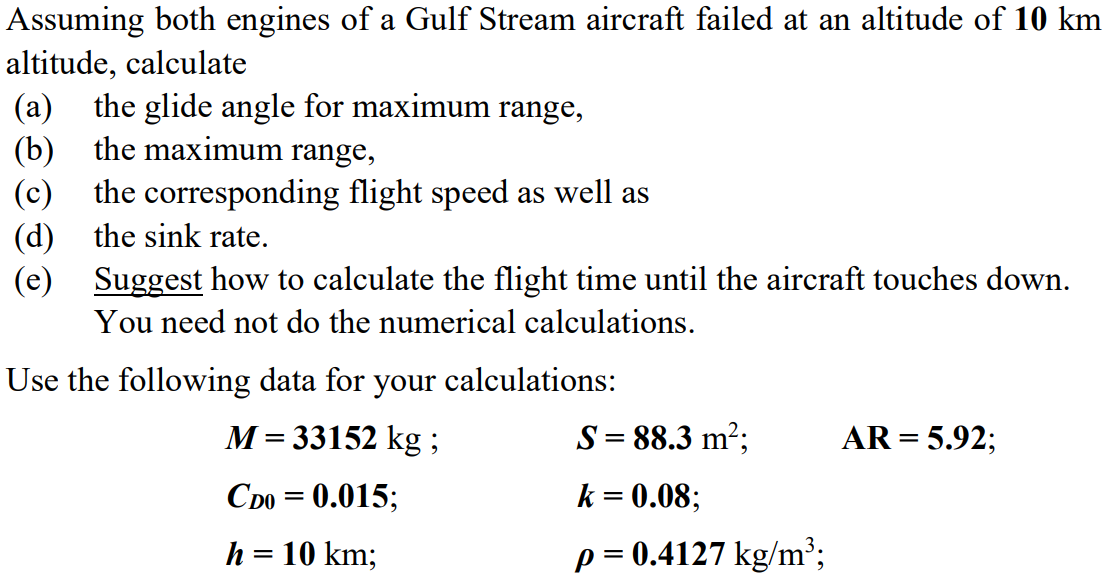 Assuming both engines of a Gulf Stream aircraft failed at an altitude of 10 km
altitude, calculate
(a) the glide angle for maximum range,
(b) the maximum range,
(c) the corresponding flight speed as well as
(d) the sink rate.
(e) Suggest how to calculate the flight time until the aircraft touches down.
You need not do the numerical calculations.
Use the following data for your calculations:
M = 33152 kg ; S = 88.3 m²; AR = 5.92;
C_D0 = 0.015; k = 0.08;
h = 10 km; ρ = 0.4127 kg/m³;